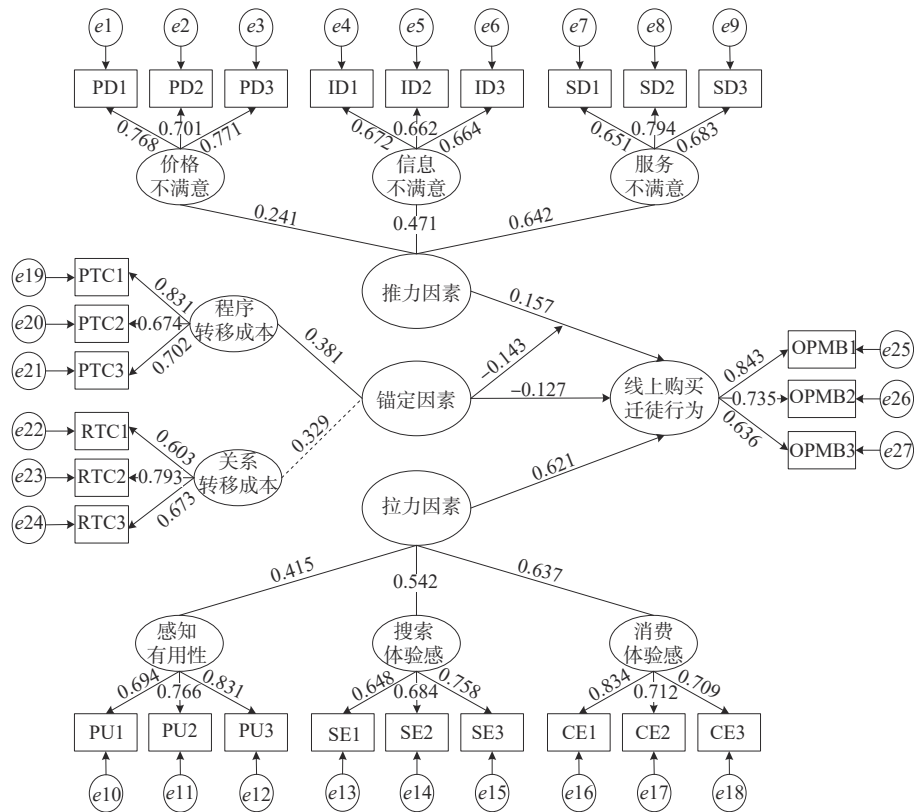 e1 e2 e3 e4 e5 e6 e7 e8 e9
PD1 PD2 PD3 ID1 ID2 ID3 SD1 SD2 SD3
0.768 0.701 0.771 0.672 0.662 0.664 0.651 0.794 0.683
价格
不满意
信息
不满意
服务
不满意
0.241 0.471 0.642
e19 PTC1
e20 PTC2
e21 PTC3
0.831
0.674
0.702
程序
转移成本
0.381
推力因素
0.157
−0.143
锚定因素
−0.127
线上购买
迁徙行为
0.843
0.735
0.636
OPMB1 e25
OPMB2 e26
OPMB3 e27
e22 RTC1
e23 RTC2
e24 RTC3
0.603
0.793
0.673
关系
转移成本
0.329
拉力因素
0.621
0.415 0.542 0.637
感知
有用性
搜索
体验感
消费
体验感
0.694 0.766 0.831 0.648 0.684 0.758 0.834 0.712 0.709
PU1 PU2 PU3 SE1 SE2 SE3 CE1 CE2 CE3
e10 e11 e12 e13 e14 e15 e16 e17 e18